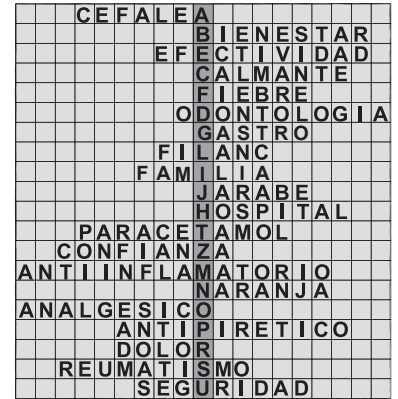 CEFALEA
BIENESTAR
EFECTIVIDAD
CALMANTE
FIEBRE
ODONTOLOGIA
GASTRO
FILANC
FAMILIA
JARABE
HOSPITAL
PARACETAMOL
CONFIANZA
ANTIINFLAMATORIO
NARANJA
ANALGESICO
ANTIPIRETICO
DOLOR
REUMATISMO
SEGURIDAD